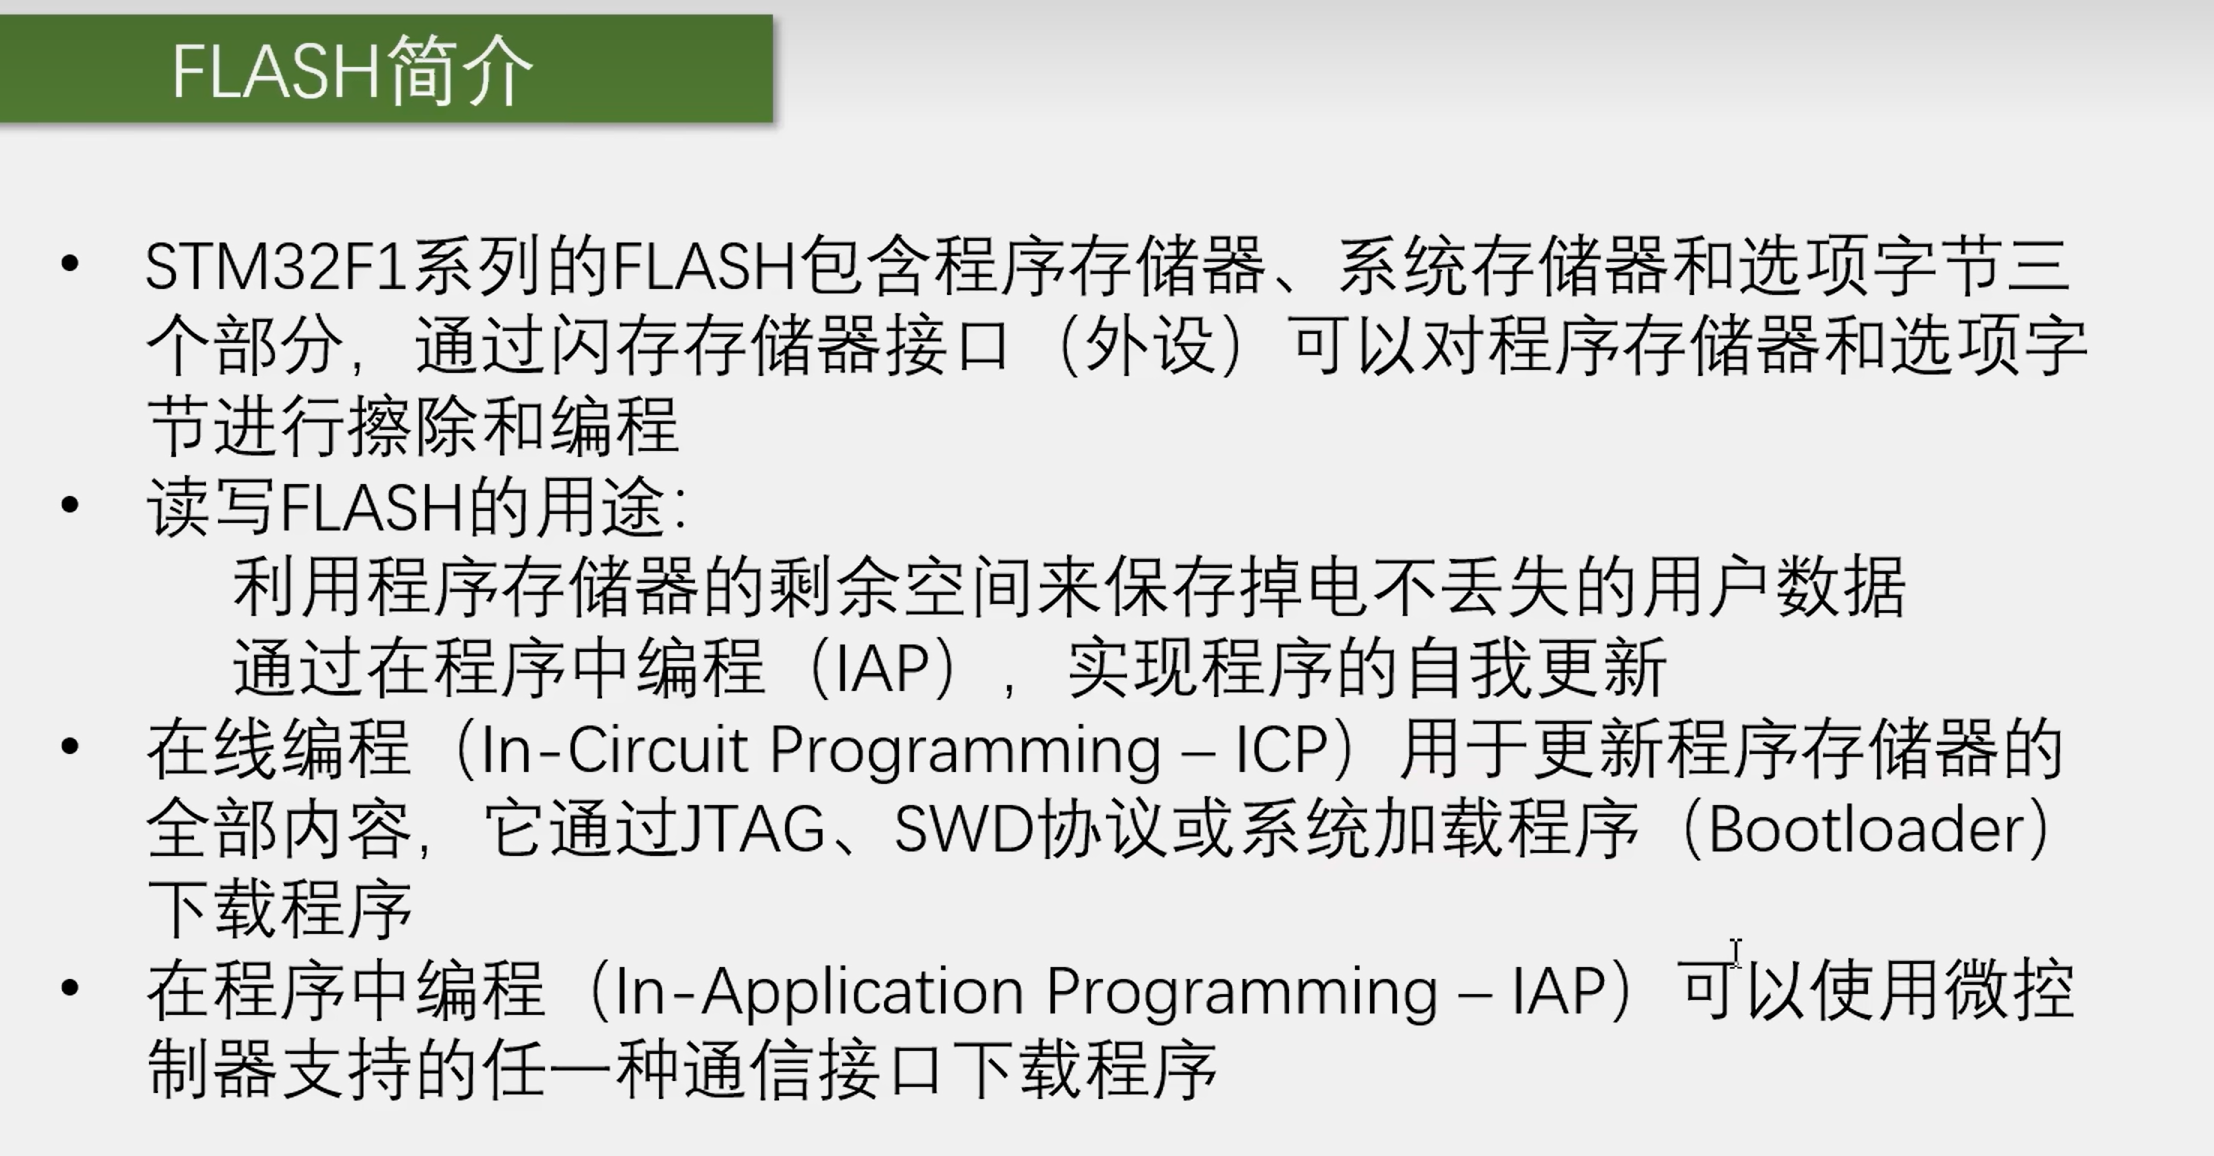 FLASH简介
• STM32F1系列的FLASH包含程序存储器、系统存储器和选项字节三
个部分，通过闪存存储器接口（外设）可以对程序存储器和选项字
节进行擦除和编程
• 读写FLASH的用途：
利用程序存储器的剩余空间来保存掉电不丢失的用户数据
通过在程序中编程（IAP），实现程序的自我更新
• 在线编程（In-Circuit Programming – ICP）用于更新程序存储器的
全部内容，它通过JTAG、SWD协议或系统加载程序（Bootloader）
下载程序
• 在程序中编程（In-Application Programming – IAP）可以使用微控
制器支持的任一种通信接口下载程序